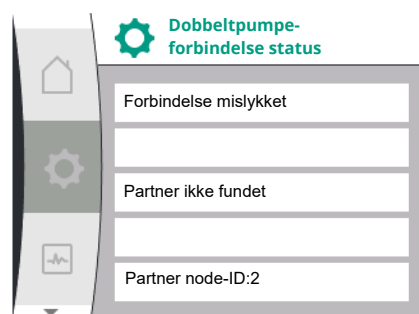 Dobbeltpumpe-
forbindelse status
Forbindelse mislykket
Partner ikke fundet
Partner node-ID:2